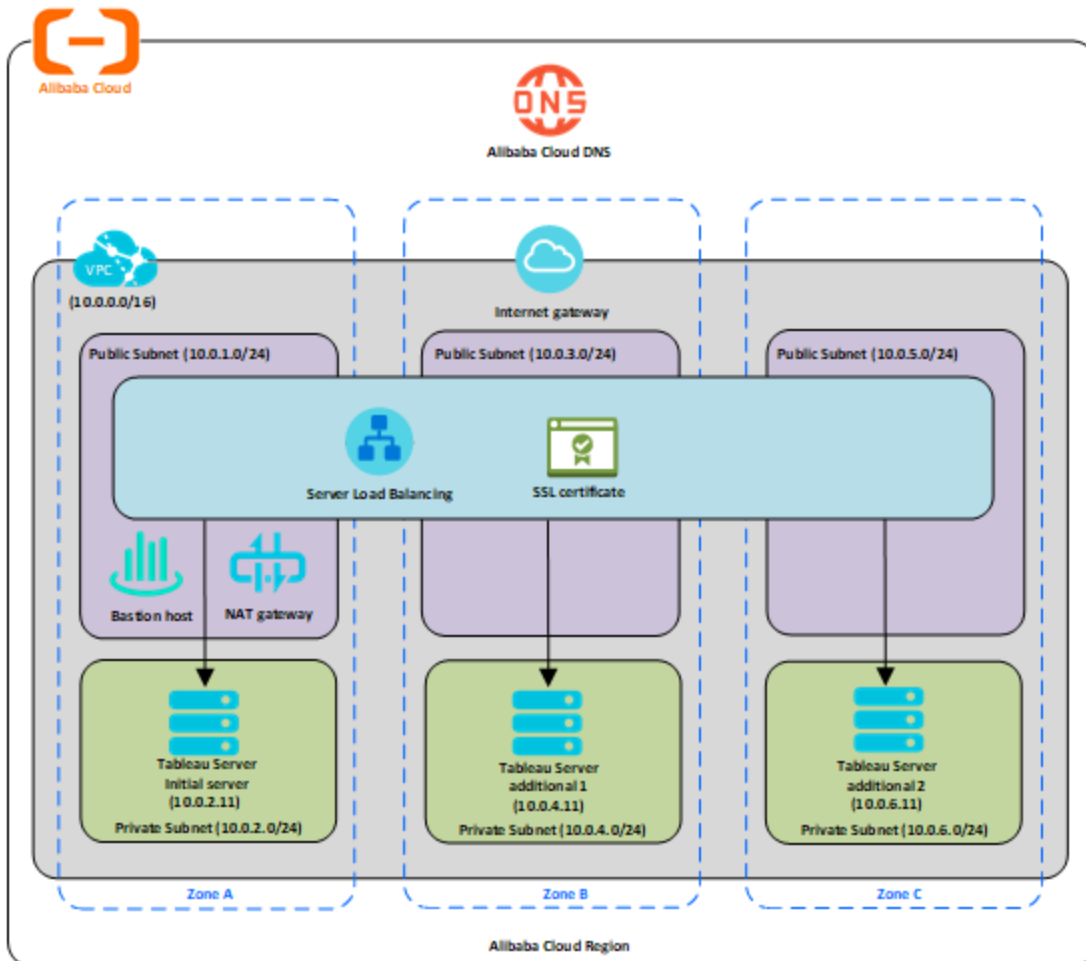 Alibaba Cloud
DNS
Alibaba Cloud DNS
VPC
(10.0.0.0/16)
Internet gateway
Public Subnet (10.0.1.0/24)
Public Subnet (10.0.3.0/24)
Public Subnet (10.0.5.0/24)
Server Load Balancing
SSL certificate
Bastion host
NAT gateway
Tableau Server
Initial server
(10.0.2.11)
Private Subnet (10.0.2.0/24)
Tableau Server
additional 1
(10.0.4.11)
Private Subnet (10.0.4.0/24)
Tableau Server
additional 2
(10.0.6.11)
Private Subnet (10.0.6.0/24)
Zone A
Zone B
Zone C
Alibaba Cloud Region